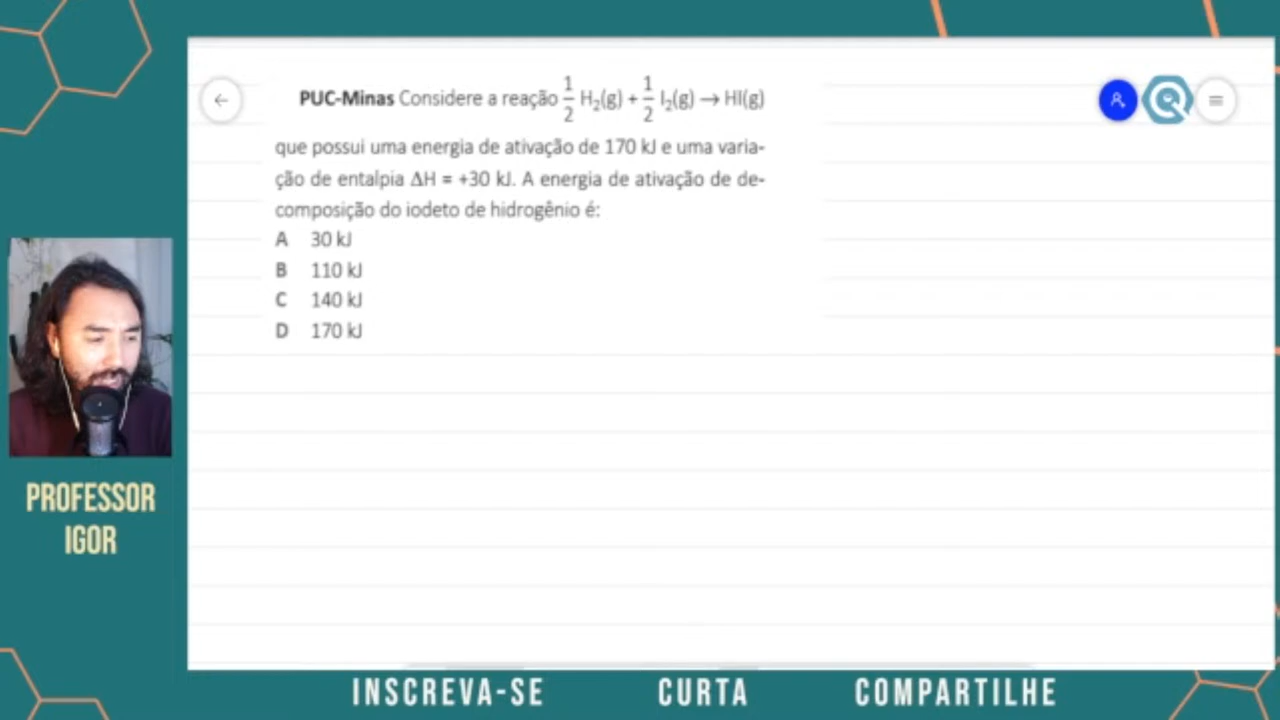 PUC-Minas Considere a reação 1/2 H₂(g) + 1/2 I₂(g) → HI(g)
que possui uma energia de ativação de 170 kJ e uma varia-
ção de entalpia ΔH = +30 kJ. A energia de ativação de de-
composição do iodeto de hidrogênio é:
A 30 kJ
B 110 kJ
C 140 kJ
D 170 kJ
PROFESSOR
IGOR
INSCREVA-SE CURTA COMPARTILHE